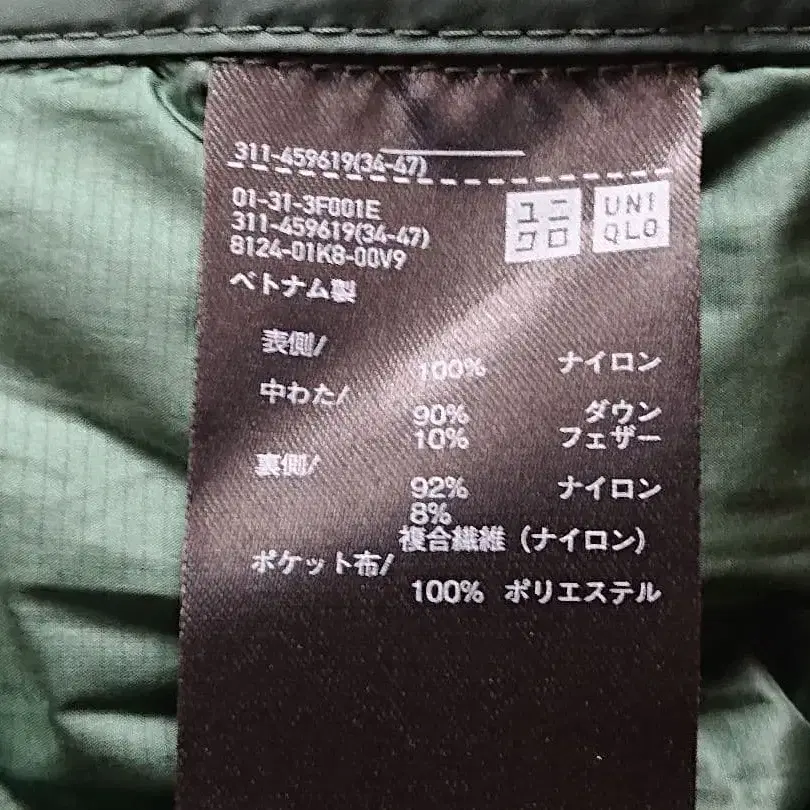 311-459619(34-47)
01-31-3F001E
311-459619(34-47)
8124-01K8-00V9
ユニ
クロ
UNI
QLO
ベトナム製
表側/
100% ナイロン
中わた/
90% ダウン
10% フェザー
裏側/
92% ナイロン
8%
複合繊維（ナイロン）
ポケット布/
100% ポリエステル